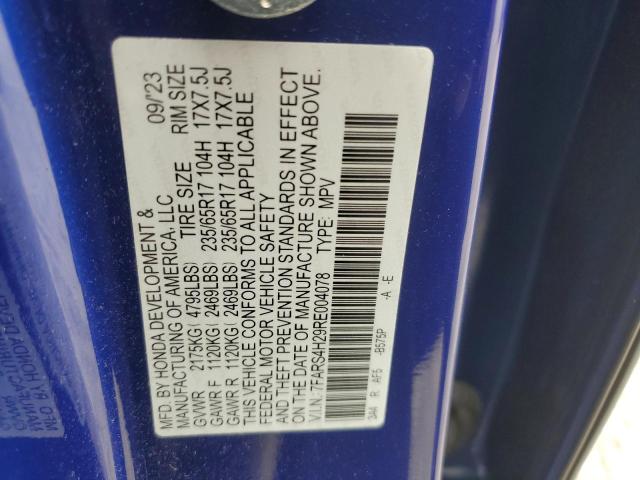 MFD. BY HONDA DEVELOPMENT & 09/'23
MANUFACTURING OF AMERICA, LLC
TIRE SIZE RIM SIZE
GVWR 2175KG( 4795LBS)
GAWR F 1120KG( 2469LBS) 235/65R17 104H 17X7.5J
GAWR R 1120KG( 2469LBS) 235/65R17 104H 17X7.5J
THIS VEHICLE CONFORMS TO ALL APPLICABLE
FEDERAL MOTOR VEHICLE SAFETY
AND THEFT PREVENTION STANDARDS IN EFFECT
ON THE DATE OF MANUFACTURE SHOWN ABOVE.
V.I.N.: 7FARS4H29RE004078 TYPE: MPV
3A4 R AF5 -B575P -A -E